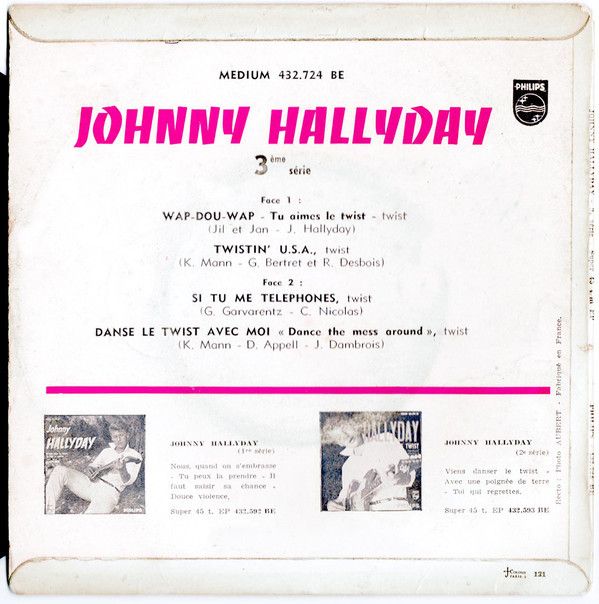 MEDIUM 432.724 BE
PHILIPS
JOHNNY HALLYDAY
3ème série
Face 1 :
WAP-DOU-WAP - Tu aimes le twist - twist
(Jil et Jan - J. Hallyday)
TWISTIN' U.S.A., twist
(K. Mann - G. Bertret et R. Desbois)
Face 2 :
SI TU ME TELEPHONES, twist
(G. Garvarentz - C. Nicolas)
DANSE LE TWIST AVEC MOI « Dance the mess around », twist
(K. Mann - D. Appell - J. Dambrois)
Johnny
HALLYDAY
PHILIPS
JOHNNY HALLYDAY
(1re série)
Nous, quand on s'embrasse
- Tu peux la prendre - Il
faut saisir sa chance -
Douce violence.
Super 45 t. EP 432.592 BE
HALLYDAY
TWIST
JOHNNY HALLYDAY
(2e série)
Viens danser le twist -
Avec une poignée de terre
- Toi qui regrettes.
Super 45 t. EP 432.593 BE
Recto : Photo AUBERT - Fabriqué en France.
JOHNNY HALLYDAY
121